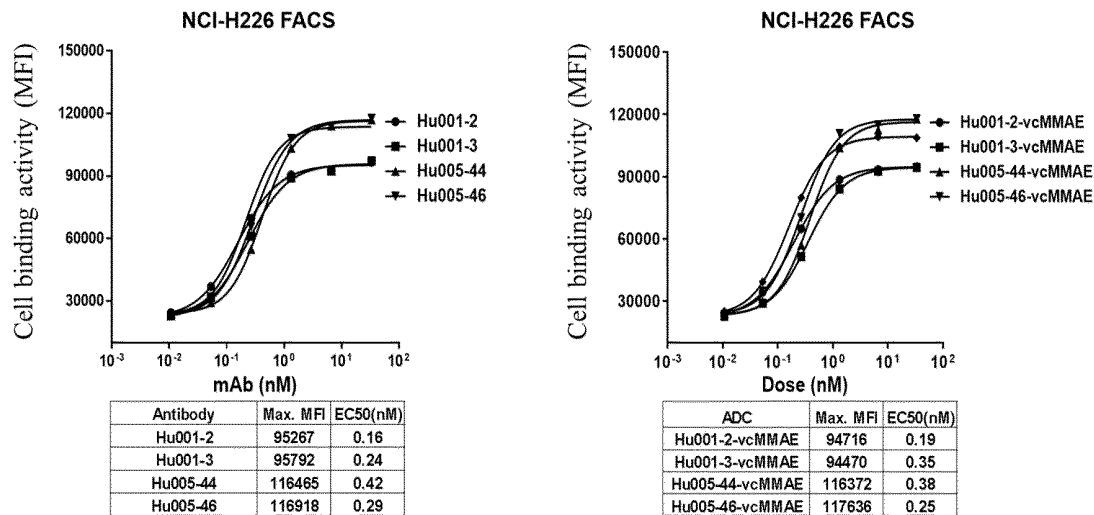 NCI-H226 FACS
Cell binding activity (MFI)
150000
120000
90000
60000
30000
10-3
10-2
10-1
100
101
102
mAb (nM)
Hu001-2
Hu001-3
Hu005-44
Hu005-46
Antibody Max. MFI EC50(nM)
Hu001-2 95267 0.16
Hu001-3 95792 0.24
Hu005-44 116465 0.42
Hu005-46 116918 0.29
NCI-H226 FACS
Cell binding activity (MFI)
150000
120000
90000
60000
30000
10-3
10-2
10-1
100
101
102
Dose (nM)
Hu001-2-vcMMAE
Hu001-3-vcMMAE
Hu005-44-vcMMAE
Hu005-46-vcMMAE
ADC Max. MFI EC50(nM)
Hu001-2-vcMMAE 94716 0.19
Hu001-3-vcMMAE 94470 0.35
Hu005-44-vcMMAE 116372 0.38
Hu005-46-vcMMAE 117636 0.25